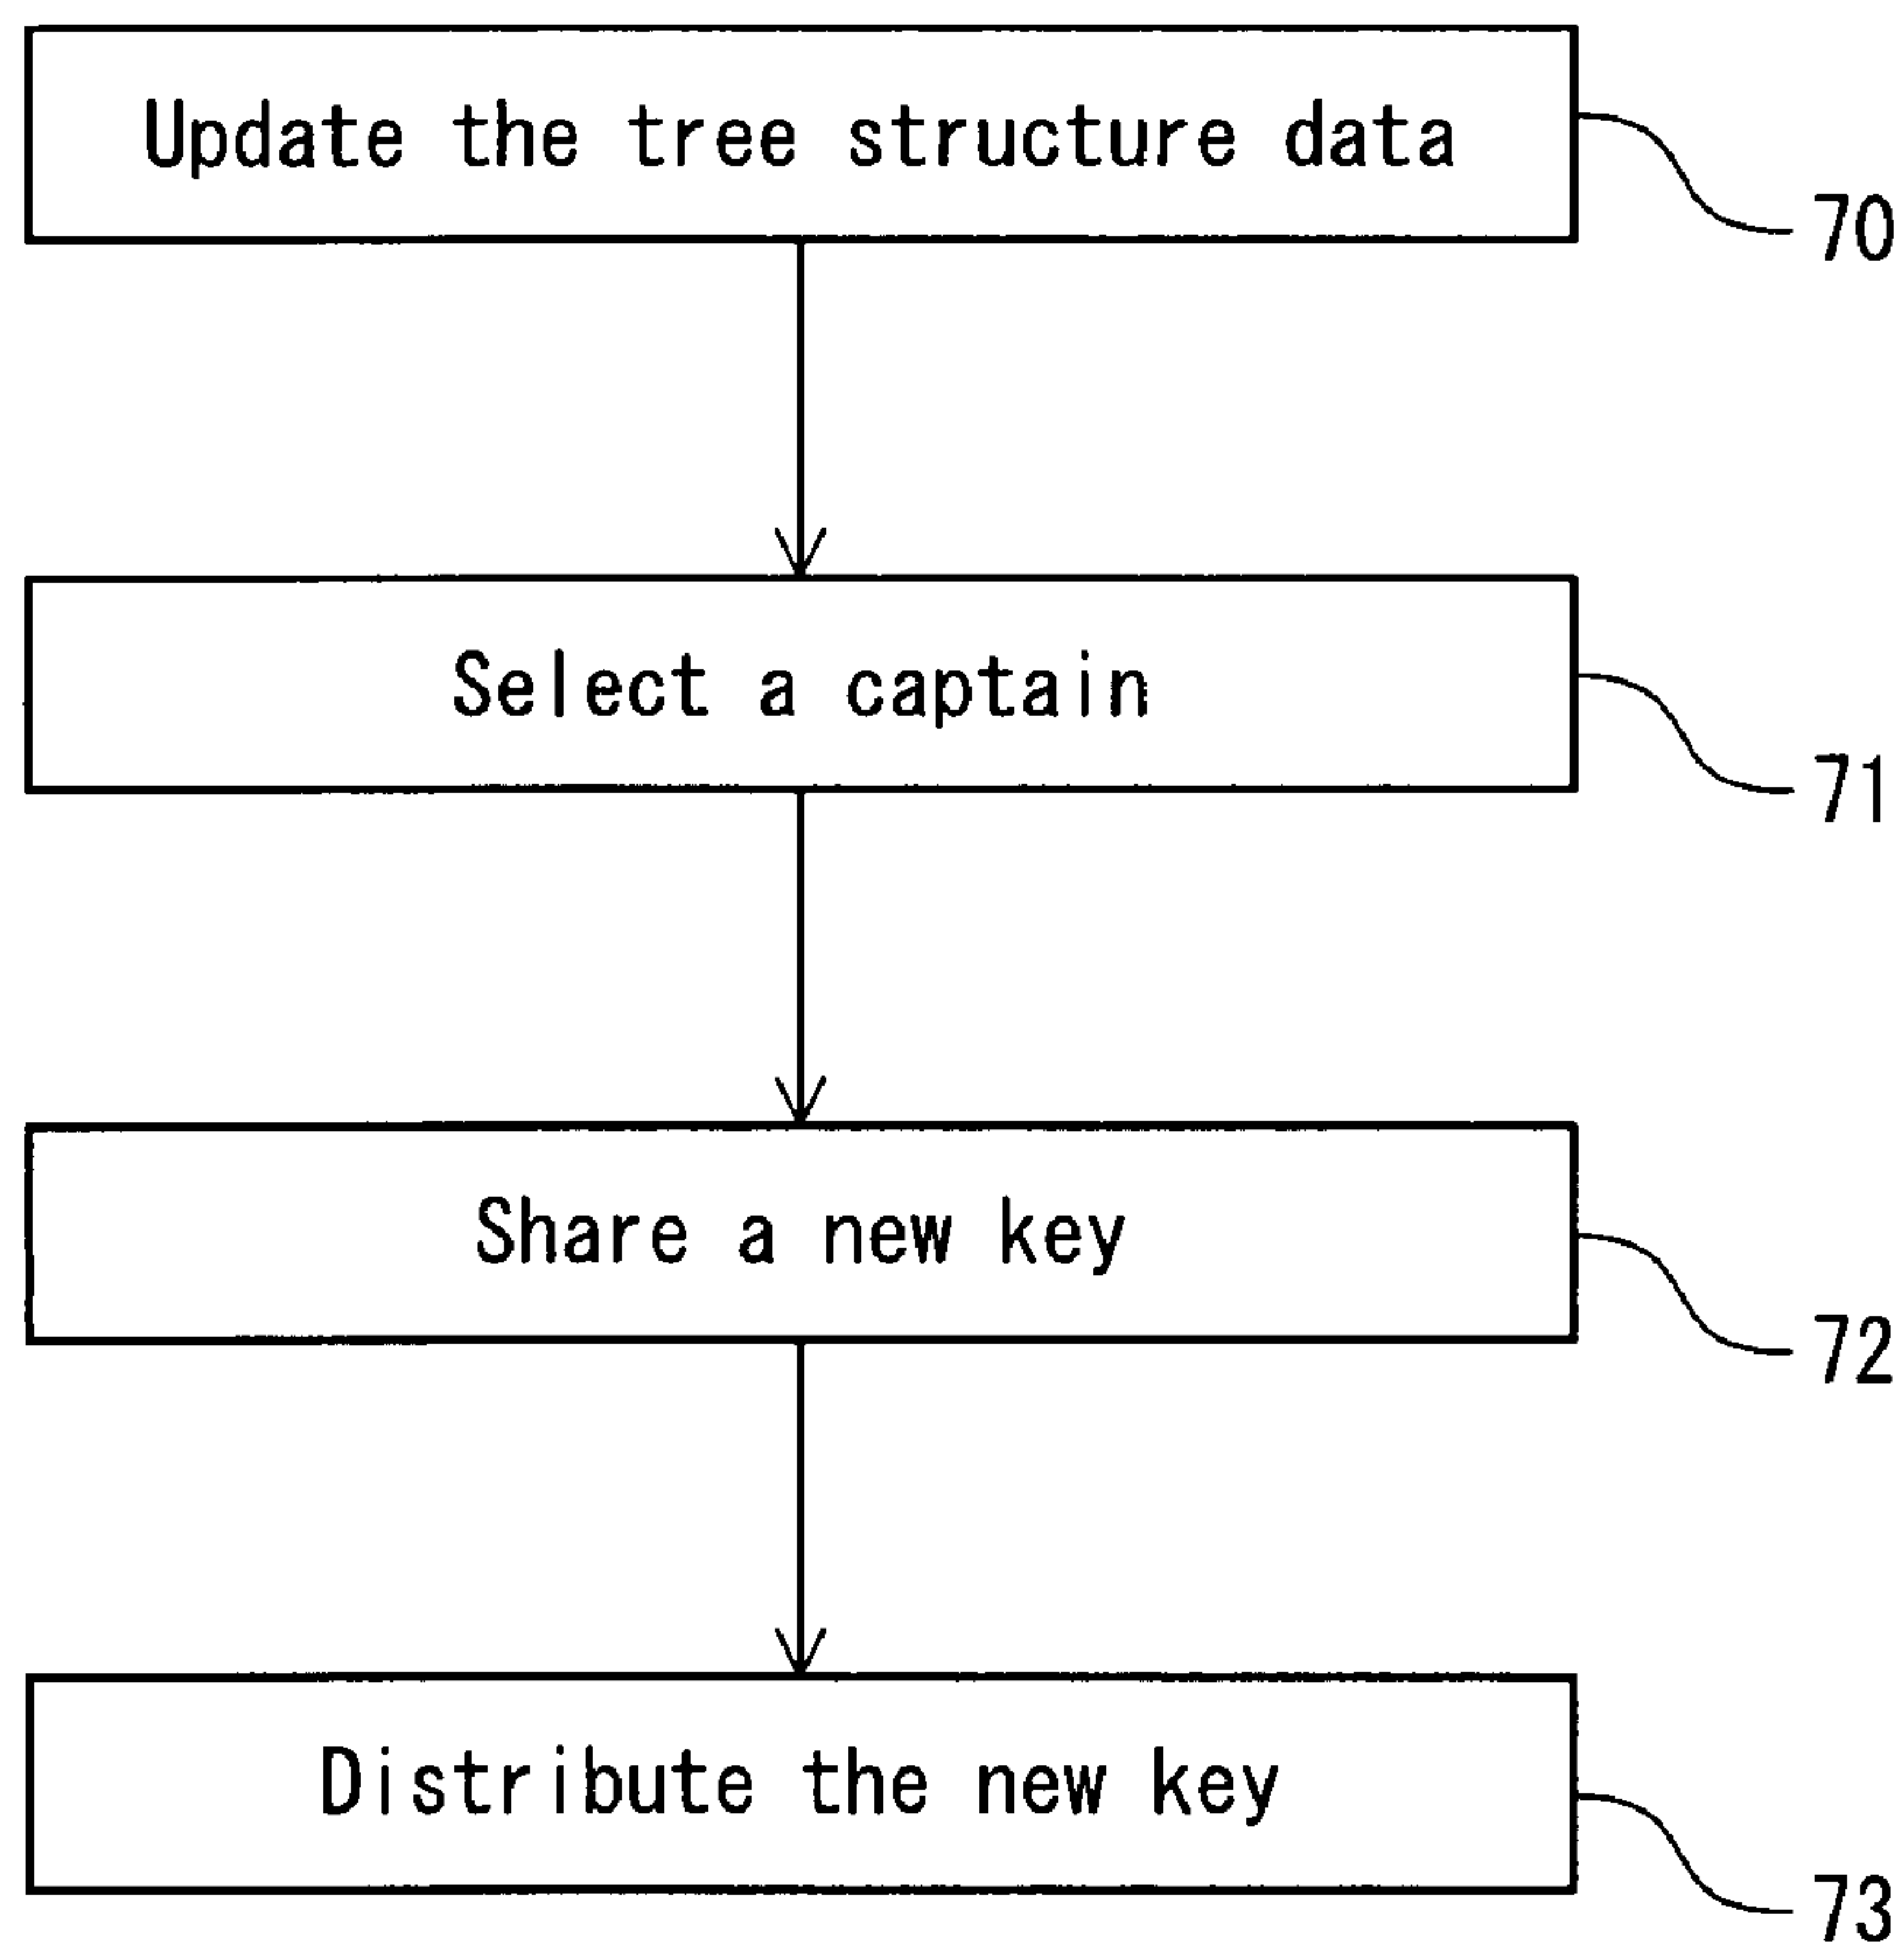 Update the tree structure data
70
Select a captain
71
Share a new key
72
Distribute the new key
73